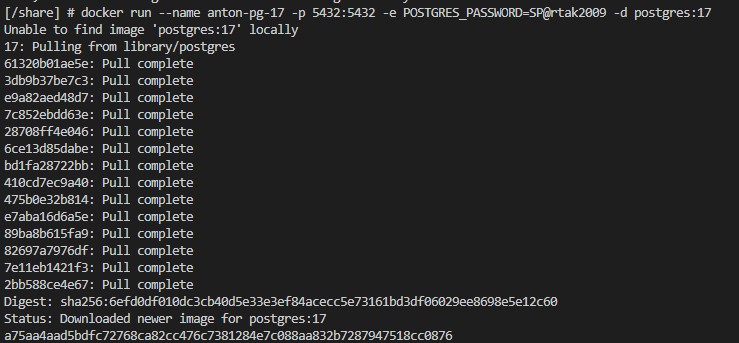 [/share] # docker run --name anton-pg-17 -p 5432:5432 -e POSTGRES_PASSWORD=SP@rtak2009 -d postgres:17
Unable to find image 'postgres:17' locally
17: Pulling from library/postgres
61320b01ae5e: Pull complete
3db9b37be7c3: Pull complete
e9a82aed48d7: Pull complete
7c852ebdd63e: Pull complete
28708ff4e046: Pull complete
6ce13d85dabe: Pull complete
bd1fa28722bb: Pull complete
410cd7ec9a40: Pull complete
475b0e32b814: Pull complete
e7aba16d6a5e: Pull complete
89ba8b615fa9: Pull complete
82697a7976df: Pull complete
7e11eb1421f3: Pull complete
2bb588ce4e67: Pull complete
Digest: sha256:6efd0df010dc3cb40d5e33e3ef84acecc5e73161bd3df06029ee8698e5e12c60
Status: Downloaded newer image for postgres:17
a75aa4aad5bdfc72768ca82cc476c7381284e7c088aa832b7287947518cc0876